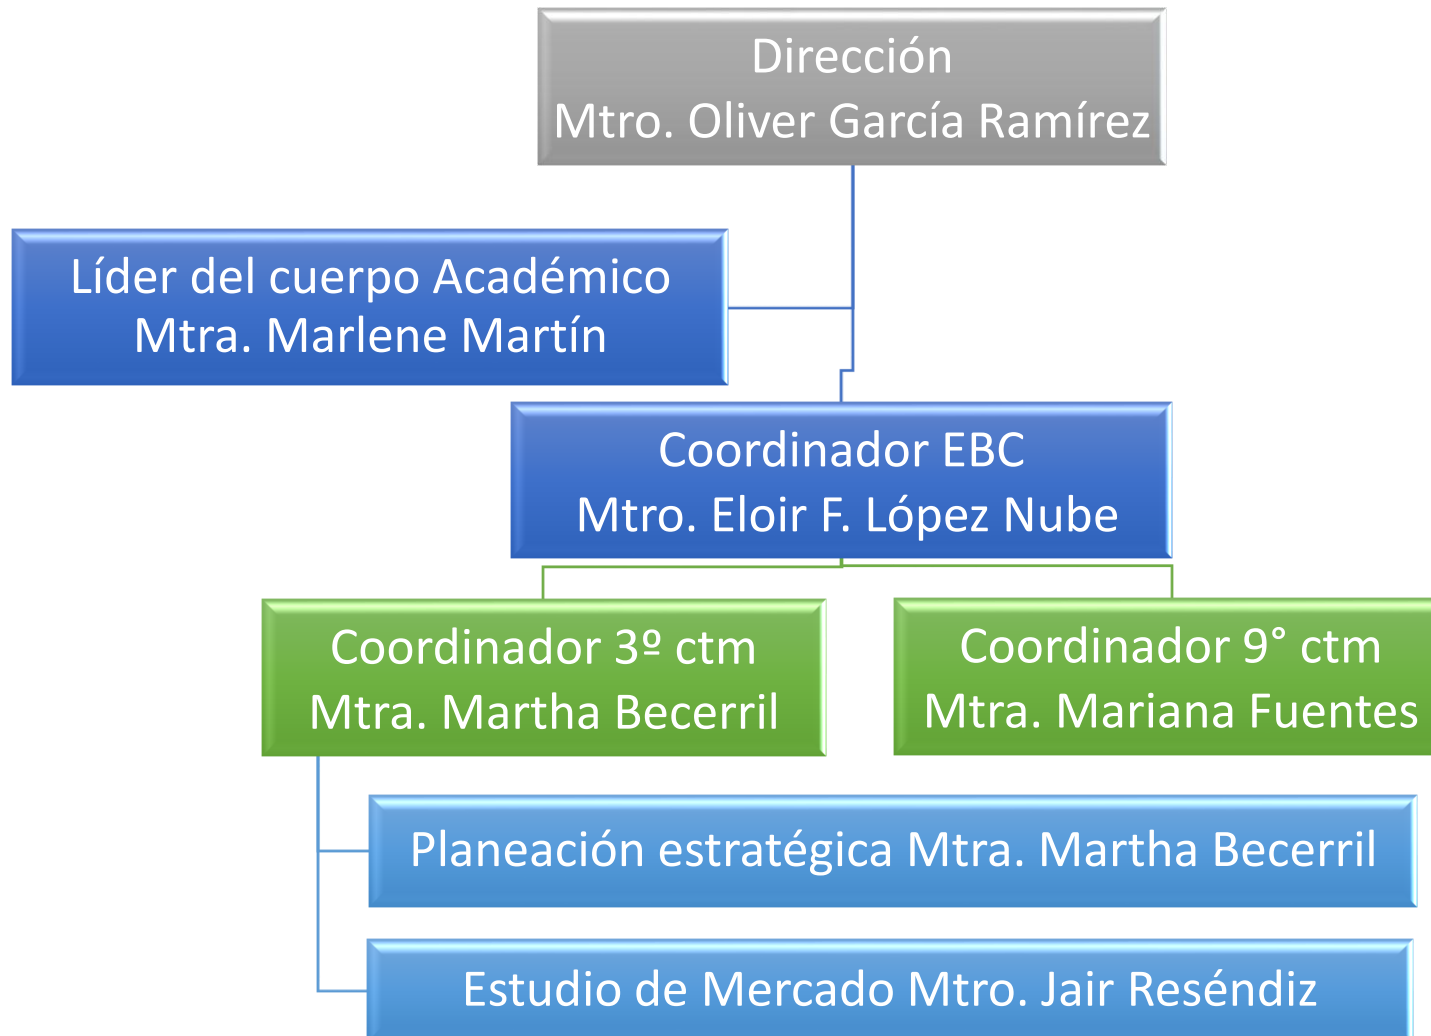 Dirección
Mtro. Oliver García Ramírez
Líder del cuerpo Académico
Mtra. Marlene Martín
Coordinador EBC
Mtro. Eloir F. López Nube
Coordinador 3º ctm
Mtra. Martha Becerril
Coordinador 9° ctm
Mtra. Mariana Fuentes
Planeación estratégica Mtra. Martha Becerril
Estudio de Mercado Mtro. Jair Reséndiz